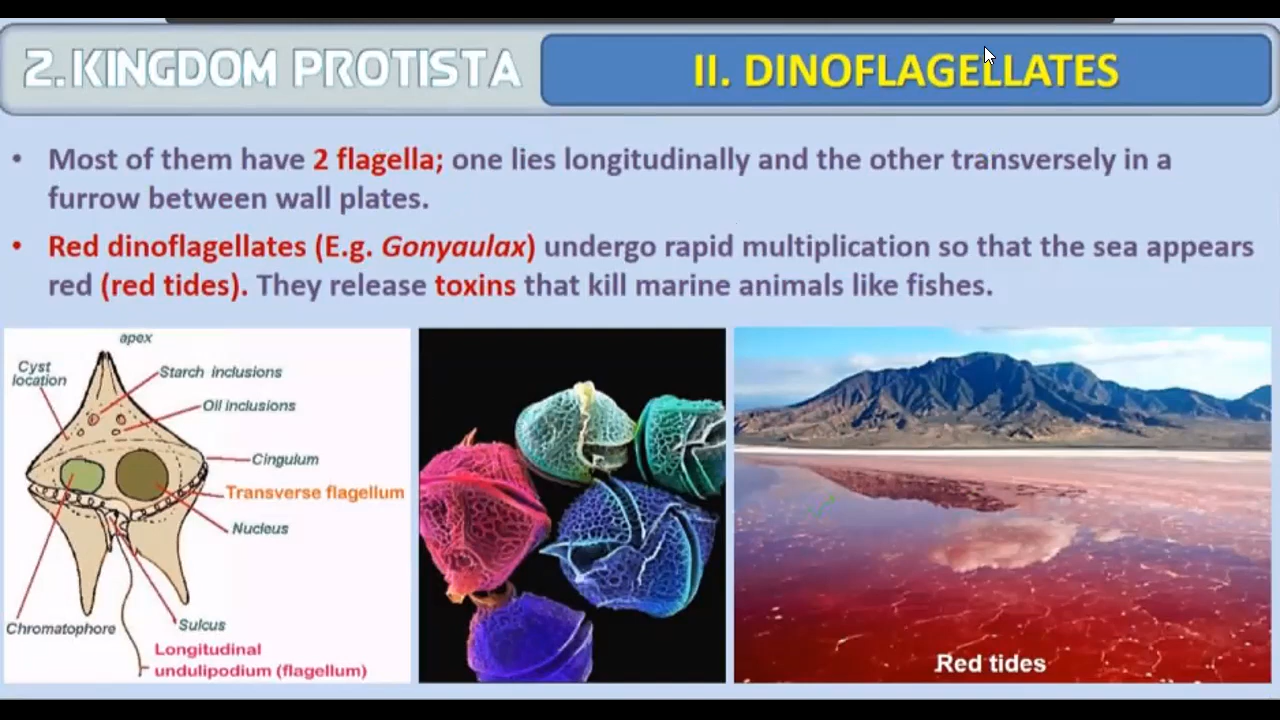 2. KINGDOM PROTISTA
II. DINOFLAGELLATES
• Most of them have 2 flagella; one lies longitudinally and the other transversely in a
furrow between wall plates.
• Red dinoflagellates (E.g. Gonyaulax) undergo rapid multiplication so that the sea appears
red (red tides). They release toxins that kill marine animals like fishes.
apex
Cyst
location
Starch inclusions
Oil inclusions
Cingulum
Transverse flagellum
Nucleus
Chromatophore
Sulcus
Longitudinal
undulipodium (flagellum)
Red tides